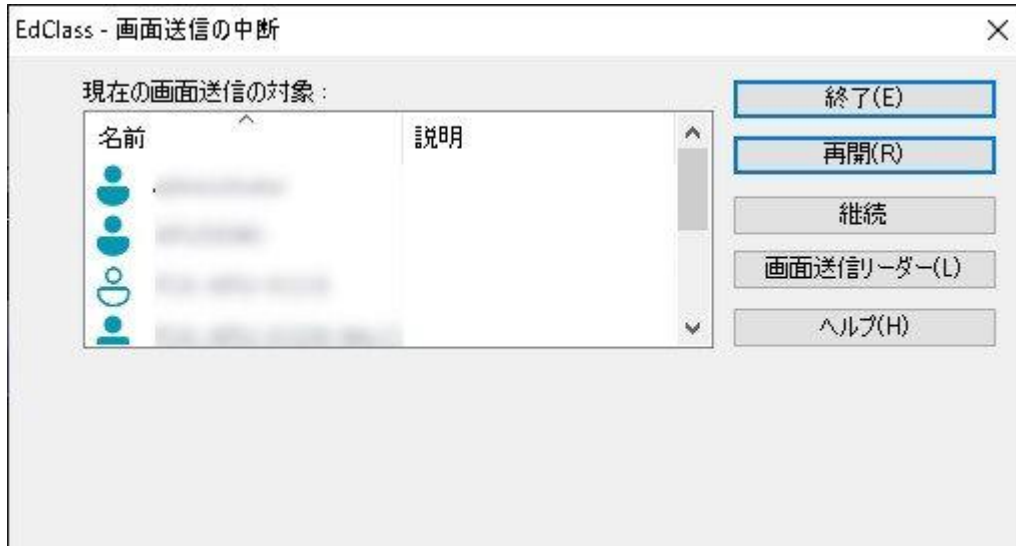 EdClass - 画面送信の中断
現在の画面送信の対象:
名前
説明
終了(E)
再開(R)
継続
画面送信リーダー(L)
ヘルプ(H)